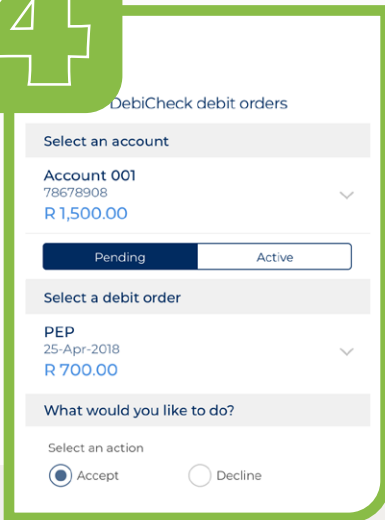 4
DebiCheck debit orders
Select an account
Account 001
78678908
R 1,500.00
Pending Active
Select a debit order
PEP
25-Apr-2018
R 700.00
What would you like to do?
Select an action
Accept Decline